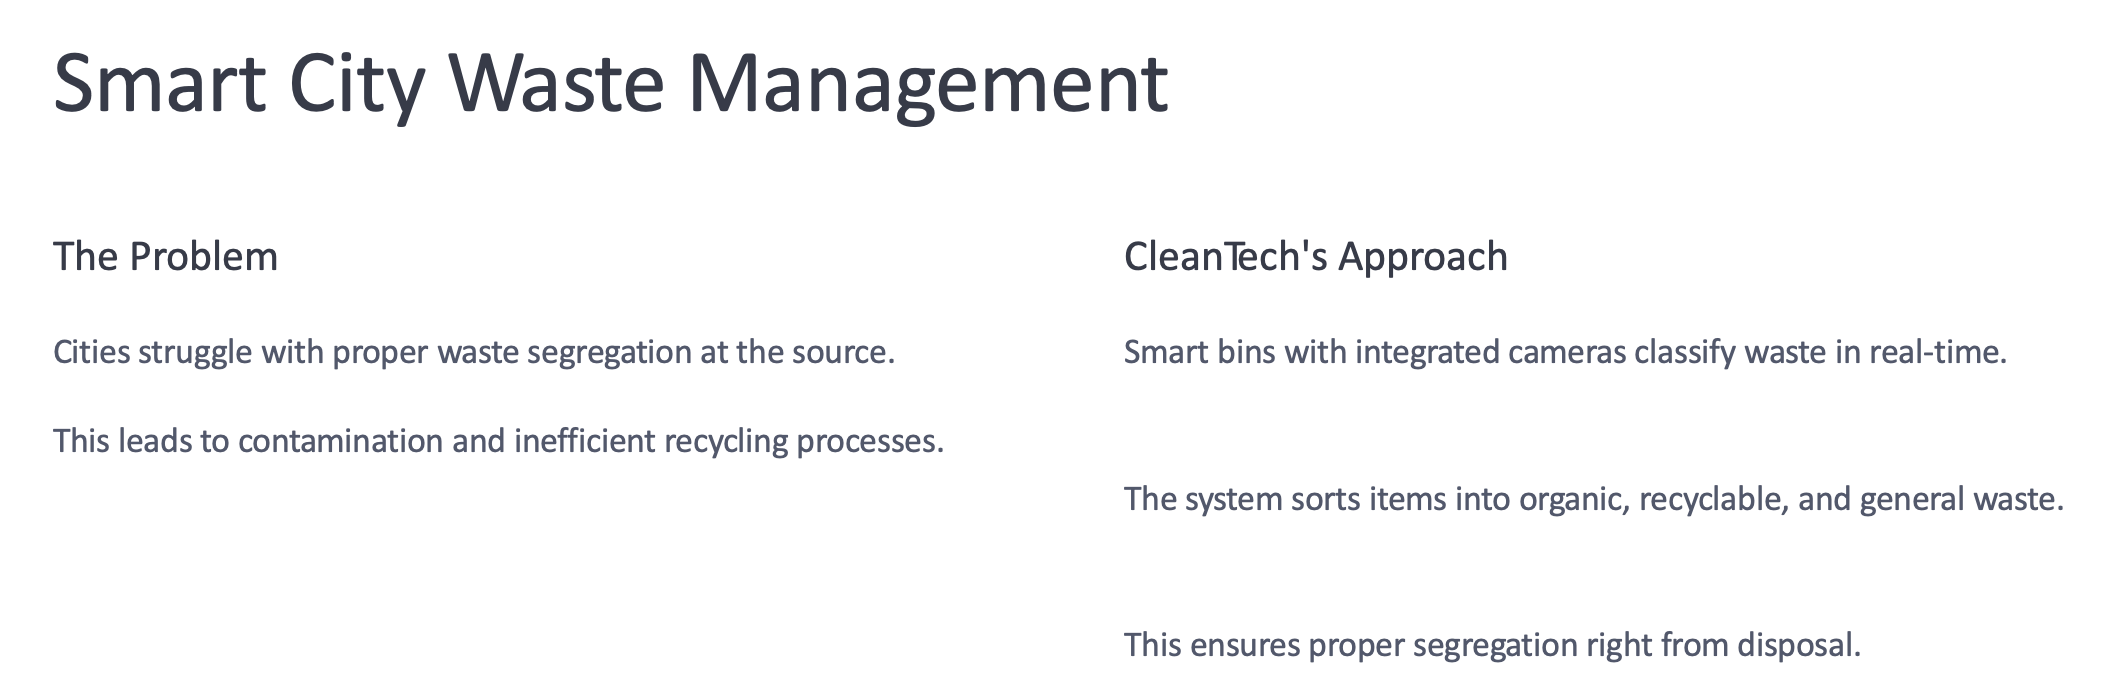 Smart City Waste Management
The Problem
Cities struggle with proper waste segregation at the source.
This leads to contamination and inefficient recycling processes.
CleanTech's Approach
Smart bins with integrated cameras classify waste in real-time.
The system sorts items into organic, recyclable, and general waste.
This ensures proper segregation right from disposal.